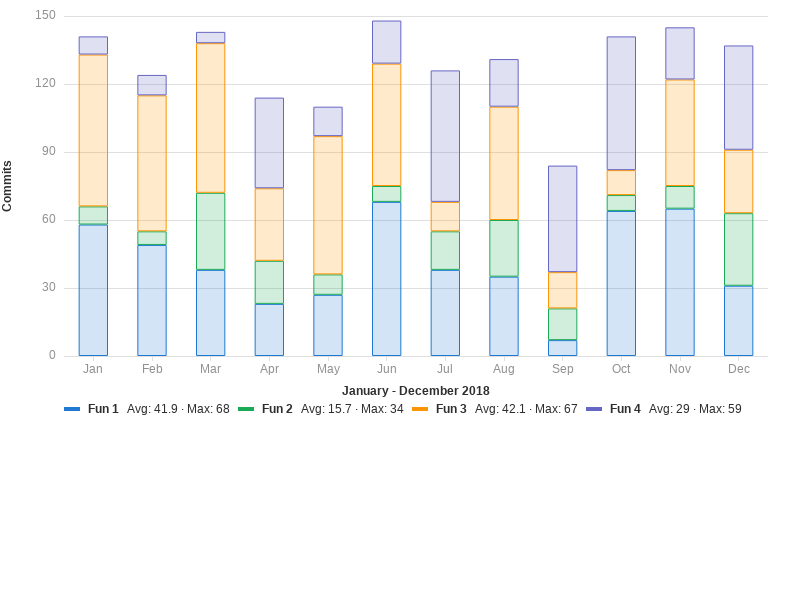 150
120
90
60
30
0
Commits
Jan Feb Mar Apr May Jun Jul Aug Sep Oct Nov Dec
January - December 2018
Fun 1 Avg: 41.9 · Max: 68 Fun 2 Avg: 15.7 · Max: 34 Fun 3 Avg: 42.1 · Max: 67 Fun 4 Avg: 29 · Max: 59